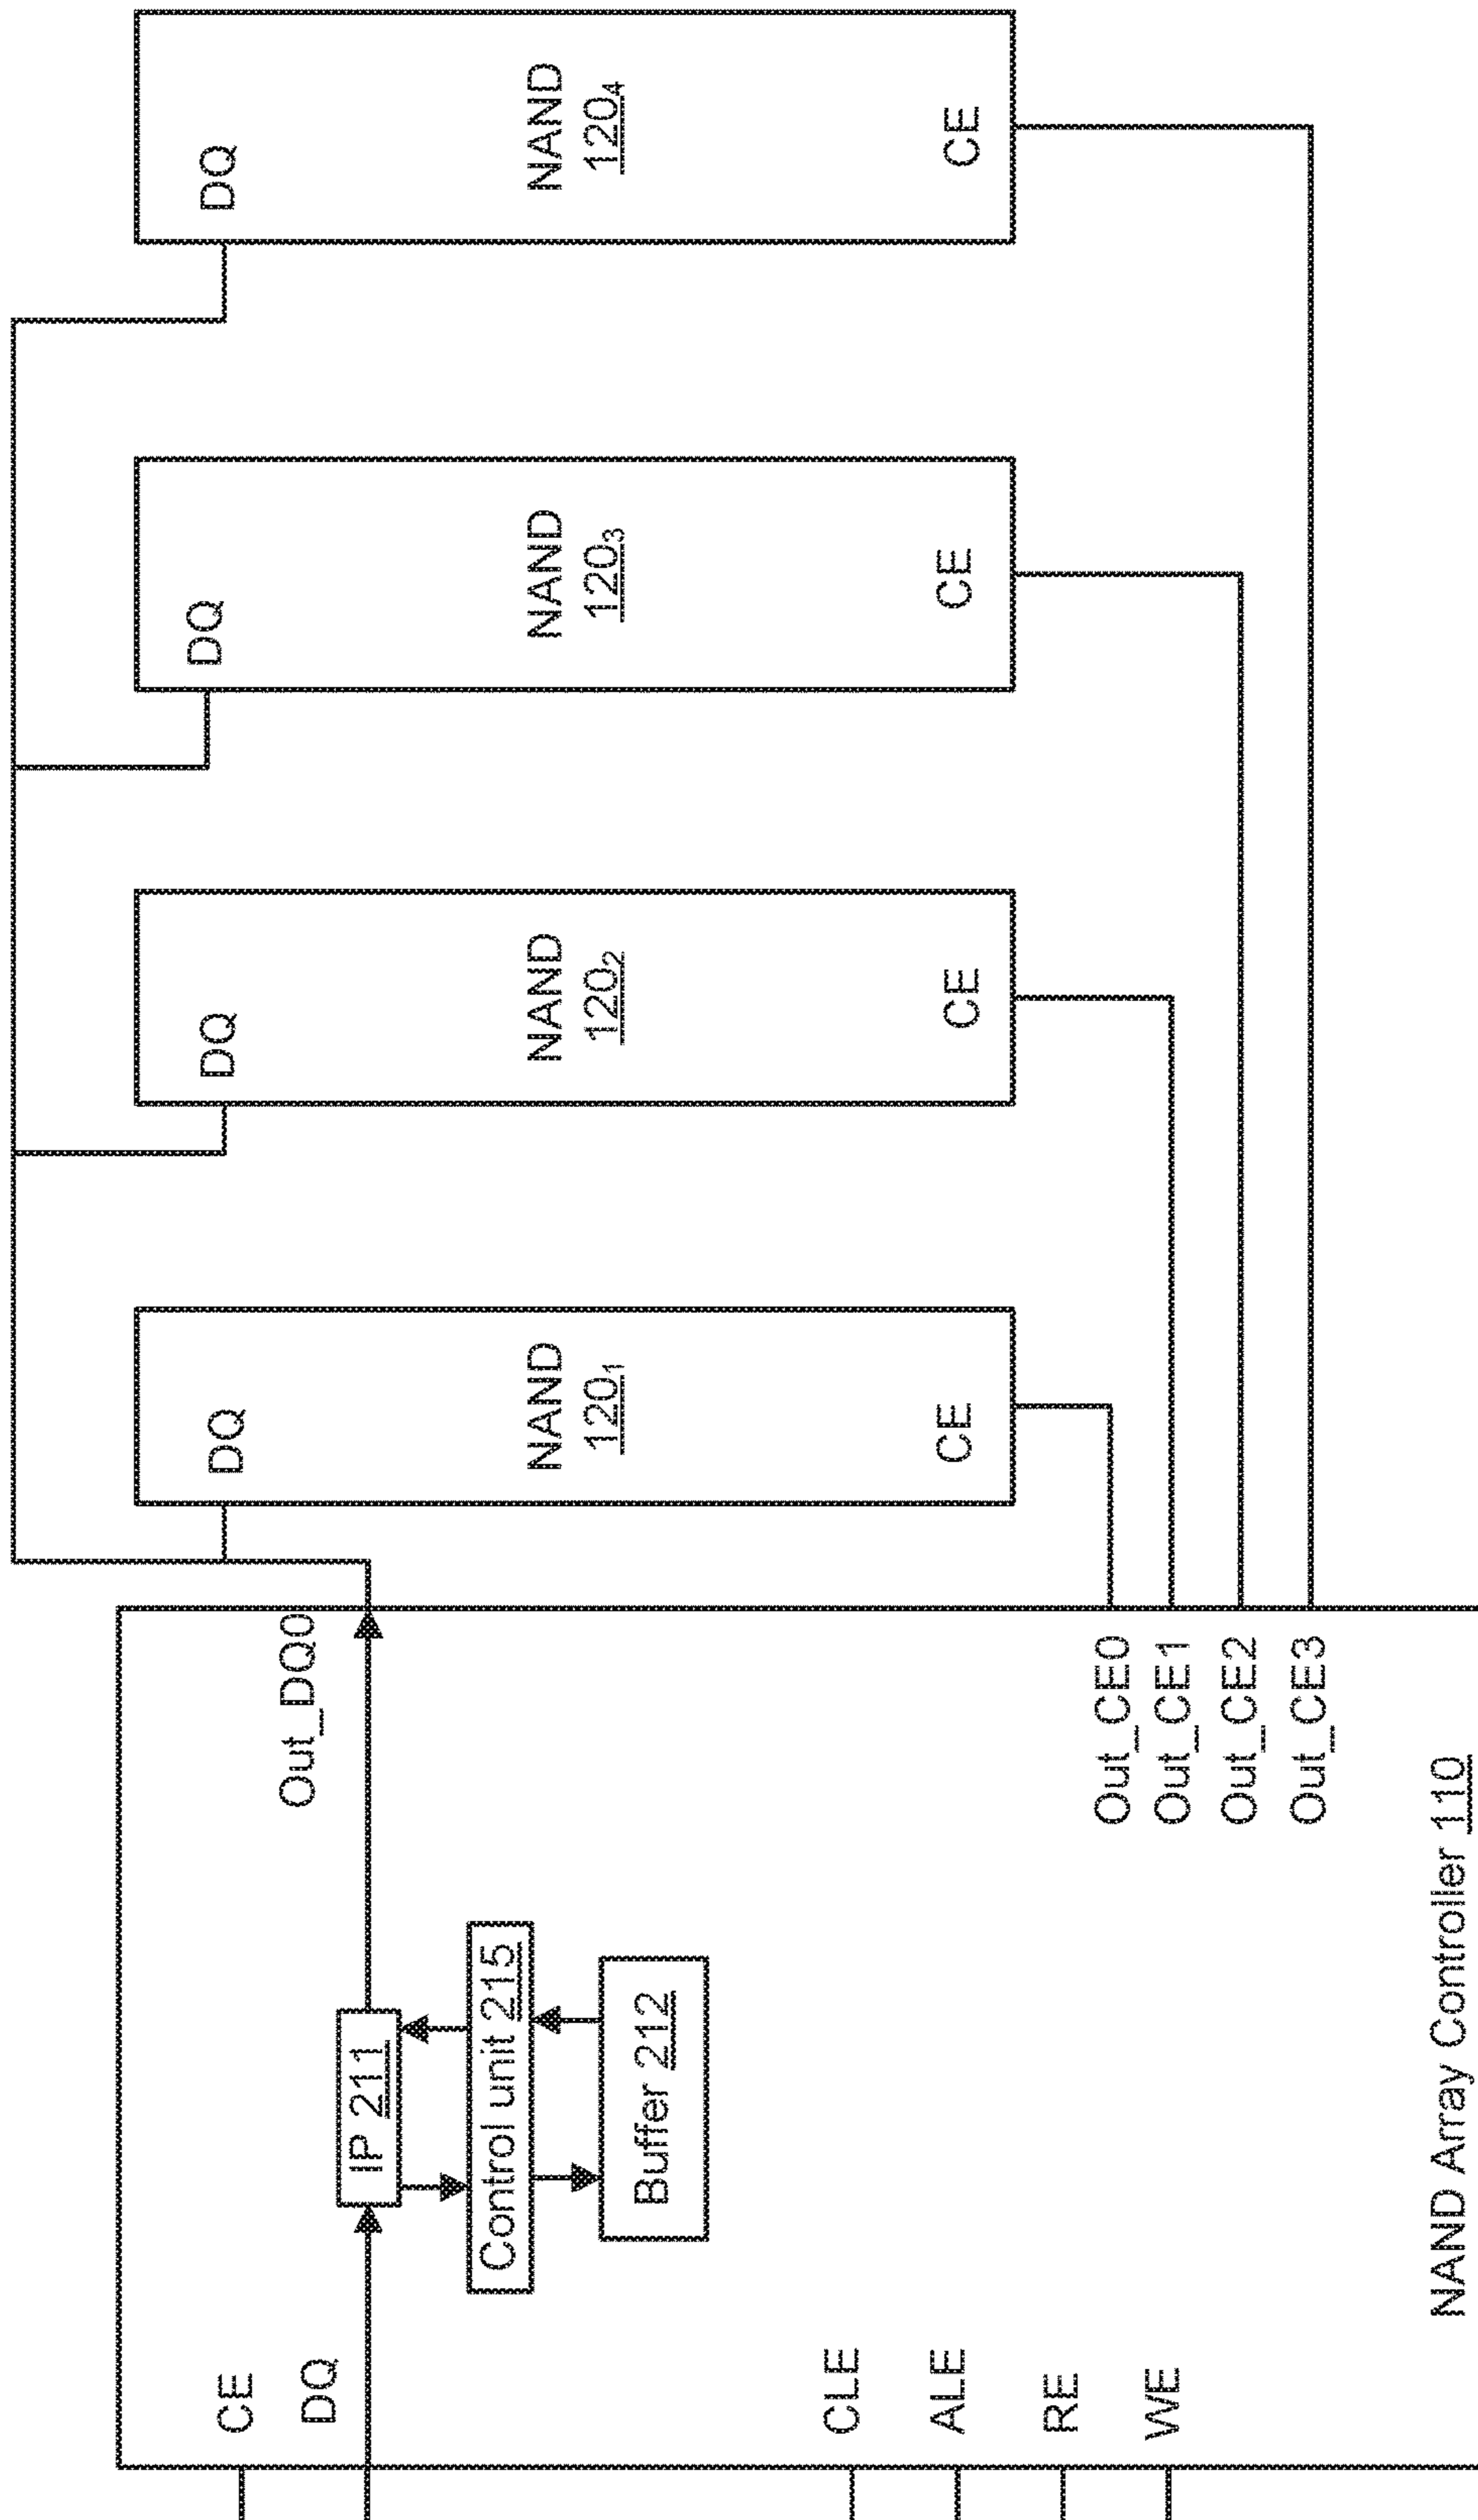 CE
DQ
CLE
ALE
RE
WE
IP 211
Control unit 215
Buffer 212
Out_DQ0
Out_CE0
Out_CE1
Out_CE2
Out_CE3
NAND Array Controller 110
DQ
NAND
120₁
CE
DQ
NAND
120₂
CE
DQ
NAND
120₃
CE
DQ
NAND
120₄
CE